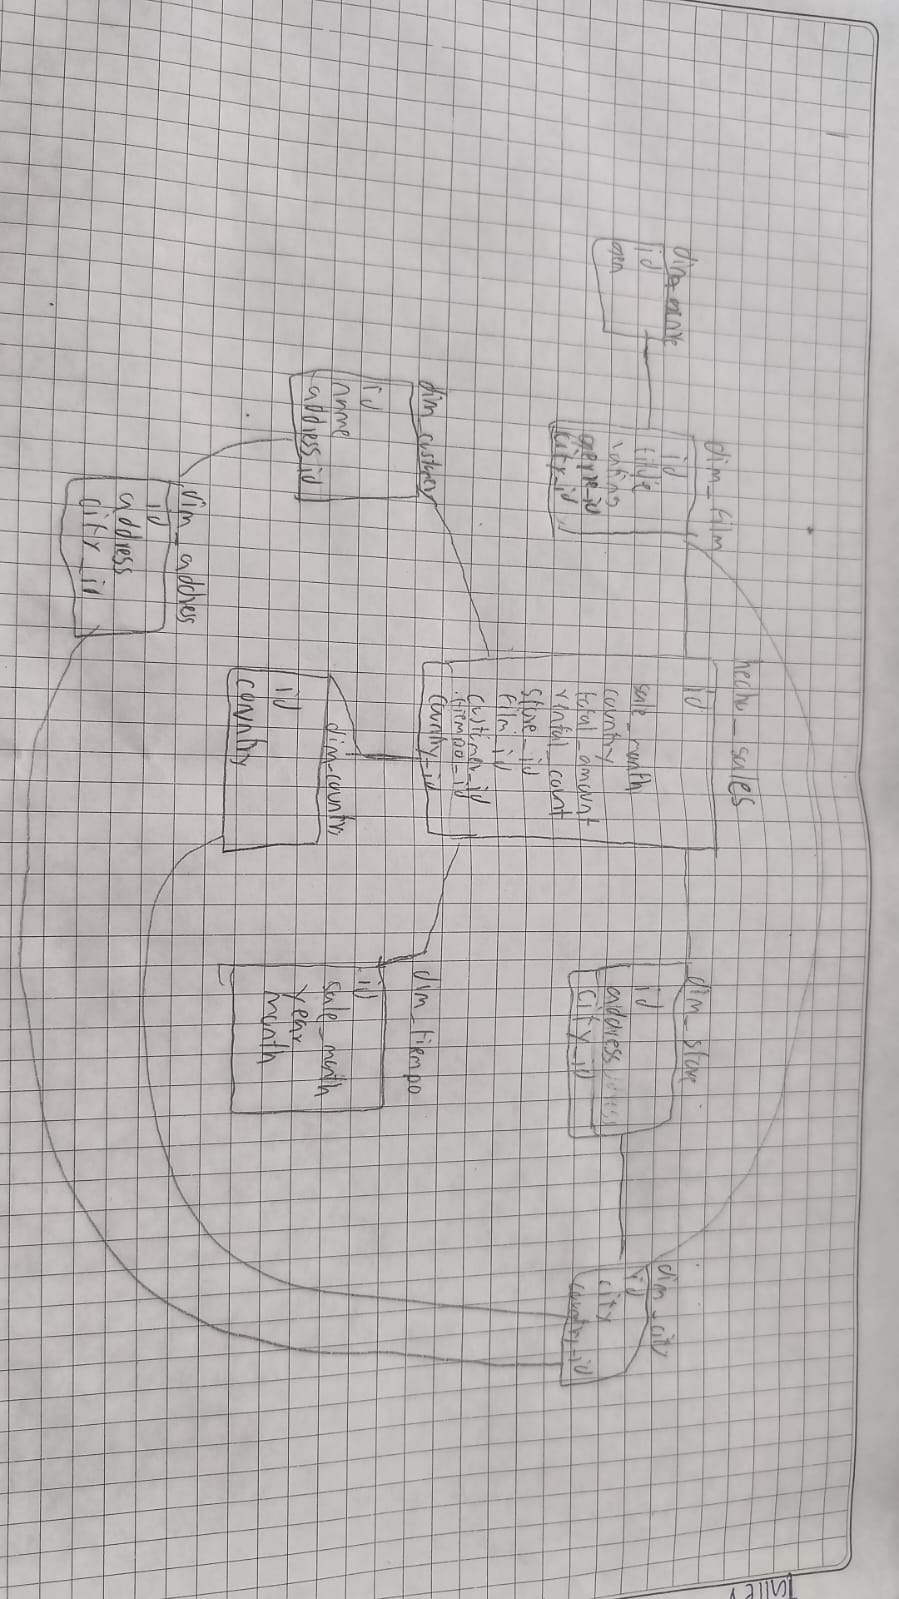 dim_genre
id
gen
dim_film
id
title
rating
genre_id
city_id
hecho_sales
id
sale_month
country
total_amount
rental_count
store_id
film_id
customer_id
tiempo_id
country_id
dim_store
id
address
city_id
dim_city
id
city
country_id
dim_customer
id
name
address_id
dim_address
id
address
city_id
dim-country
id
country
dim_tiempo
id
sale_month
year
month